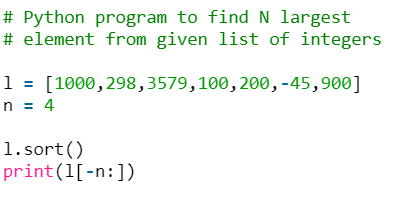 # Python program to find N largest
# element from given list of integers
l = [1000,298,3579,100,200,-45,900]
n = 4
l.sort()
print(l[-n:])